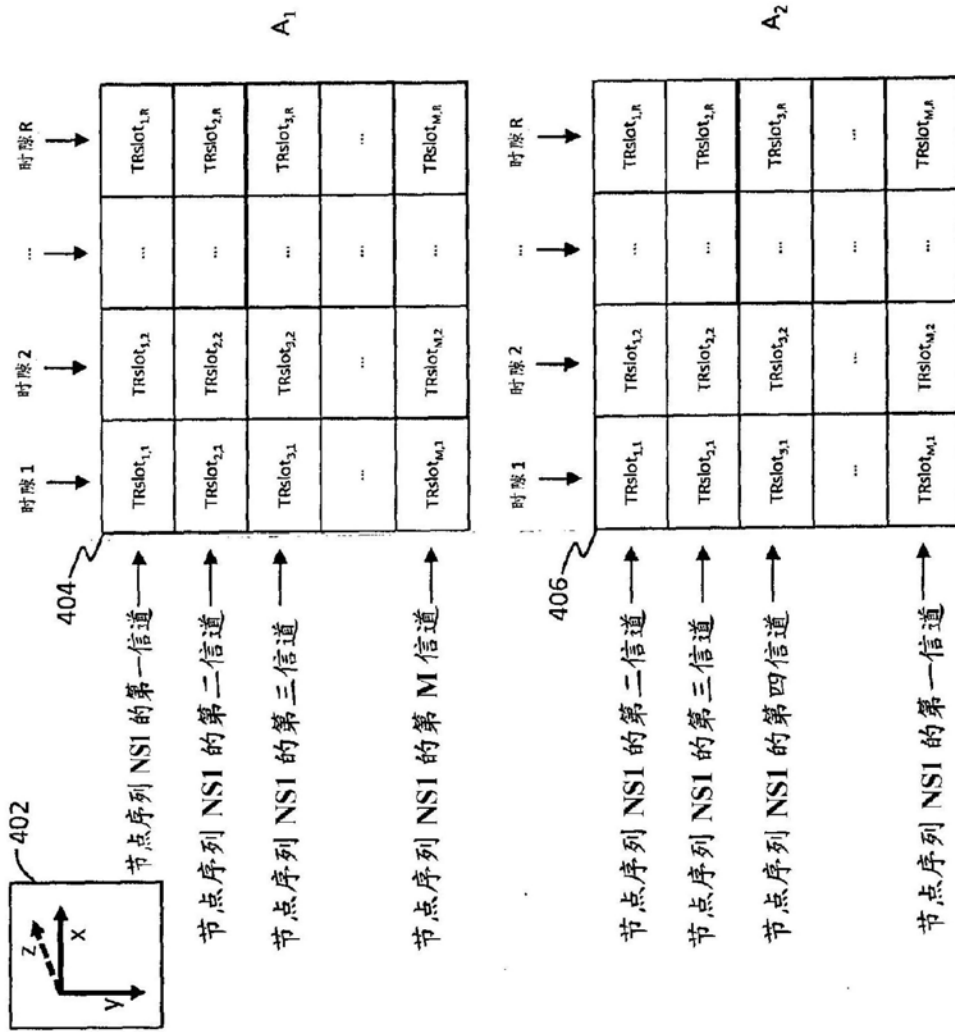 402
z
x
y
404
时隙 1 时隙 2 ... 时隙 R
节点序列 NS1 的第一信道 TRslot1,1 TRslot1,2 ... TRslot1,R
节点序列 NS1 的第二信道 TRslot2,1 TRslot2,2 ... TRslot2,R
节点序列 NS1 的第三信道 TRslot3,1 TRslot3,2 ... TRslot3,R
... ... ... ...
节点序列 NS1 的第 M 信道 TRslotM,1 TRslotM,2 ... TRslotM,R
A1
406
时隙 1 时隙 2 ... 时隙 R
节点序列 NS1 的第二信道 TRslot1,1 TRslot1,2 ... TRslot1,R
节点序列 NS1 的第三信道 TRslot2,1 TRslot2,2 ... TRslot2,R
节点序列 NS1 的第四信道 TRslot3,1 TRslot3,2 ... TRslot3,R
... ... ... ...
节点序列 NS1 的第一信道 TRslotM,1 TRslotM,2 ... TRslotM,R
A2